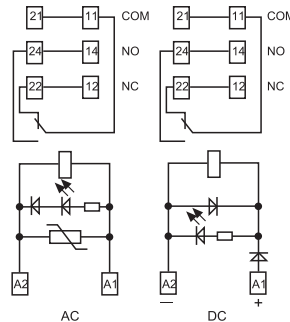 21 11 COM 21 11 COM
24 14 NO 24 14 NO
22 12 NC 22 12 NC
A2 A1 A2 A1
— +
AC DC